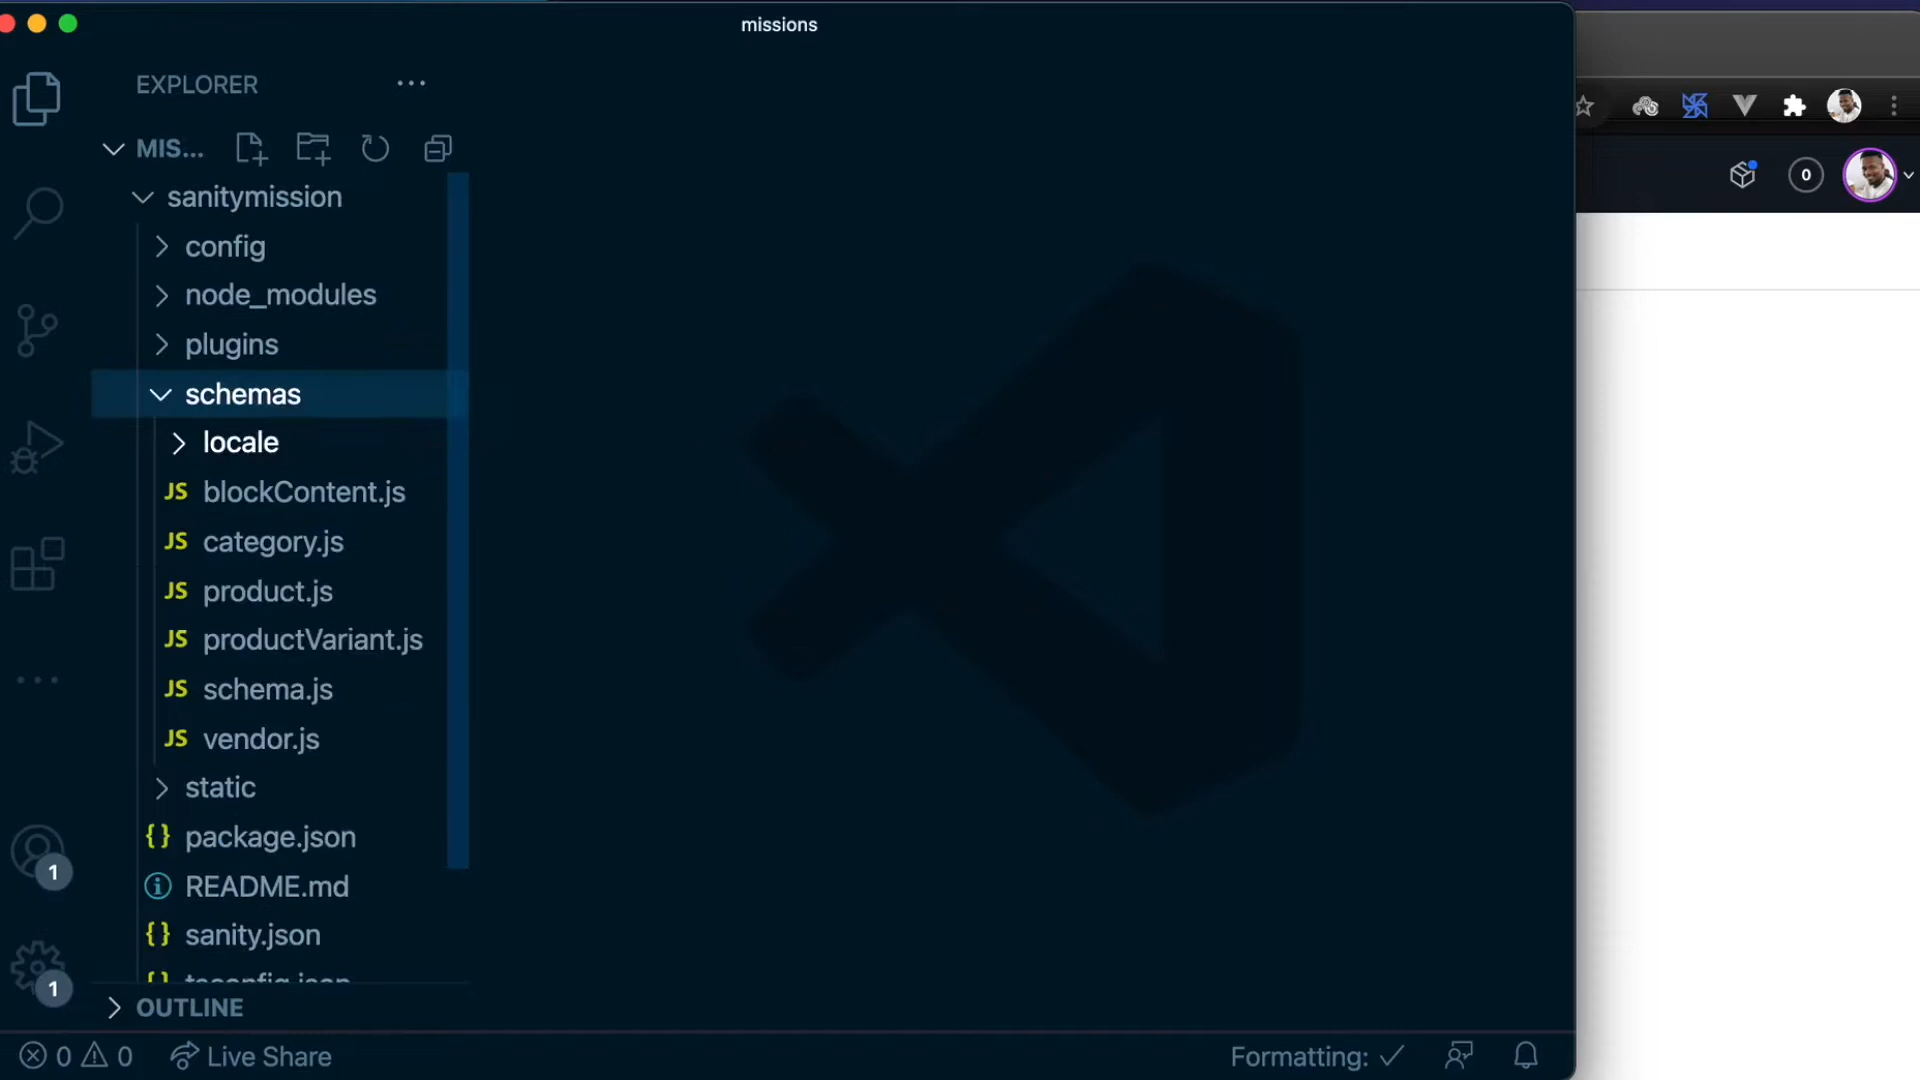 missions
EXPLORER
MIS...
sanitymission
config
node_modules
plugins
schemas
locale
JS blockContent.js
JS category.js
JS product.js
JS productVariant.js
JS schema.js
JS vendor.js
static
{} package.json
README.md
{} sanity.json
{} tsconfig.json
OUTLINE
0 0 Live Share
Formatting:
1
1
0